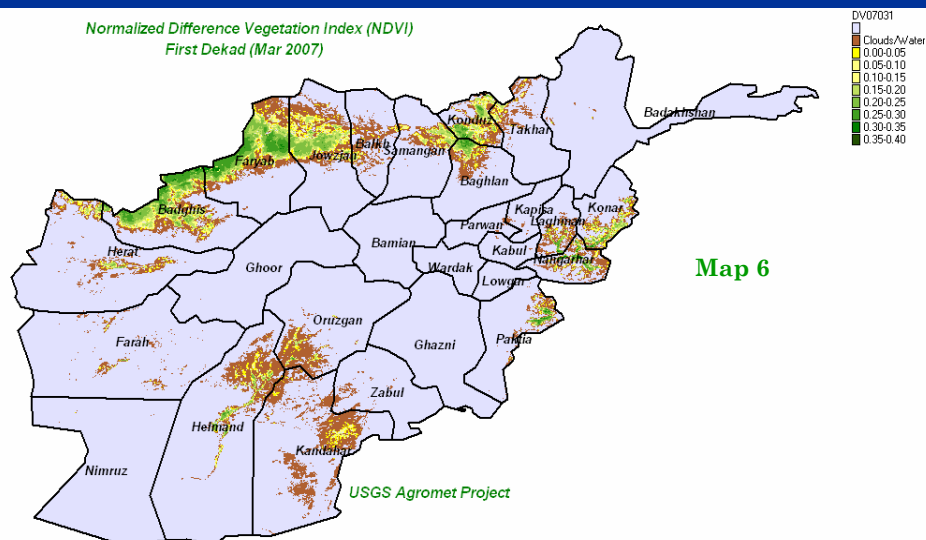 Normalized Difference Vegetation Index (NDVI)
First Dekad (Mar 2007)
DV07031
Clouds/Water
0.00-0.05
0.05-0.10
0.10-0.15
0.15-0.20
0.20-0.25
0.25-0.30
0.30-0.35
0.35-0.40
Badakhshan
Konduz
Takhar
Balkh
Samangan
Jowzjan
Faryab
Baghlan
Badghis
Kapisa
Konar
Laghman
Parwan
Herat
Bamian
Kabul
Nangarhar
Ghoor
Wardak
Map 6
Lowgar
Oruzgan
Farah
Ghazni
Paktia
Zabul
Helmand
Kandahar
Nimruz
USGS Agromet Project